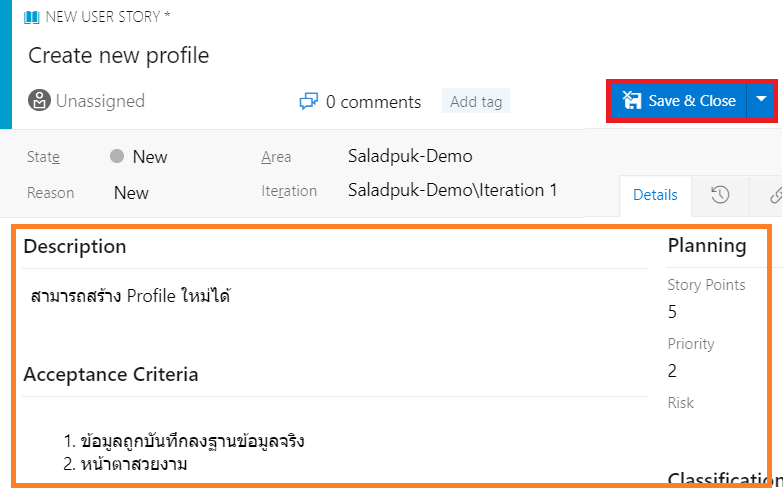 NEW USER STORY *
Create new profile
Unassigned
0 comments
Add tag
Save & Close
State
New
Area
Saladpuk-Demo
Reason
New
Iteration
Saladpuk-Demo\Iteration 1
Details
Description
Planning
สามารถสร้าง Profile ใหม่ได้
Story Points
5
Priority
2
Acceptance Criteria
Risk
1. ข้อมูลถูกบันทึกลงฐานข้อมูลจริง
2. หน้าตาสวยงาม
Classification